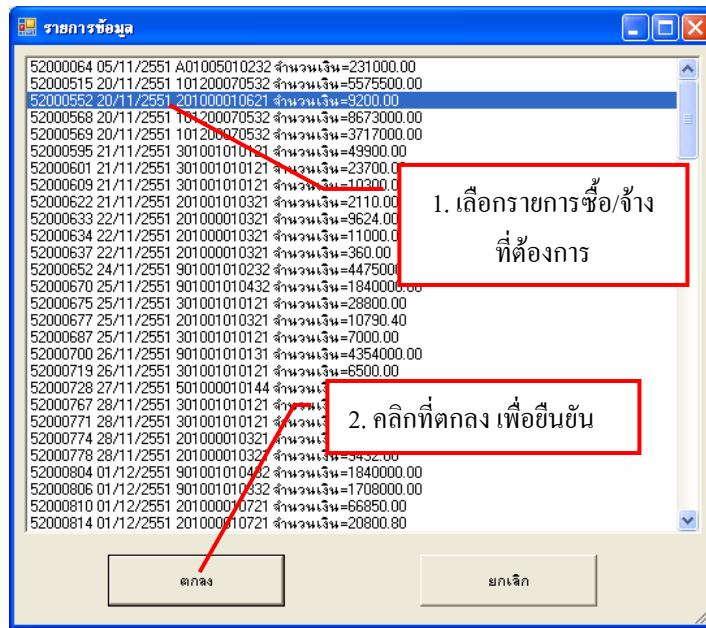 รายการข้อมูล
52000064 05/11/2551 A01005010232 จำนวนเงิน=231000.00
52000515 20/11/2551 101200070532 จำนวนเงิน=5575500.00
52000552 20/11/2551 201000010621 จำนวนเงิน=9200.00
52000568 20/11/2551 101200070532 จำนวนเงิน=8673000.00
52000569 20/11/2551 101200070532 จำนวนเงิน=3717000.00
52000595 21/11/2551 301001010121 จำนวนเงิน=49900.00
52000601 21/11/2551 301001010121 จำนวนเงิน=23700.00
52000609 21/11/2551 301001010121 จำนวนเงิน=10300.0
52000622 21/11/2551 201001010321 จำนวนเงิน=2110.00
52000633 22/11/2551 201000010321 จำนวนเงิน=9624.00
52000634 22/11/2551 201000010321 จำนวนเงิน=11000.0
52000637 22/11/2551 201000010321 จำนวนเงิน=360.00
52000652 24/11/2551 901001010232 จำนวนเงิน=4475000
52000670 25/11/2551 901001010432 จำนวนเงิน=1840000.00
52000675 25/11/2551 301001010121 จำนวนเงิน=28800.00
52000677 25/11/2551 201001010321 จำนวนเงิน=10790.40
52000687 25/11/2551 301001010121 จำนวนเงิน=7000.00
52000700 26/11/2551 901001010131 จำนวนเงิน=4354000.00
52000719 26/11/2551 301001010121 จำนวนเงิน=6500.00
52000728 27/11/2551 501000010144 จำนวนเงิ
52000767 28/11/2551 301001010121 จำนวนเงิ
52000771 28/11/2551 301001010121 จำนวนเงิ
52000774 28/11/2551 201000010321 จำนวนเงิ
52000778 28/11/2551 201000010321 จำนวนเงิน=9432.00
52000804 01/12/2551 901001010432 จำนวนเงิน=1840000.00
52000806 01/12/2551 901001010332 จำนวนเงิน=1708000.00
52000810 01/12/2551 201000010721 จำนวนเงิน=66850.00
52000814 01/12/2551 201000010721 จำนวนเงิน=20800.80
1. เลือกรายการซื้อ/จ้าง
ที่ต้องการ
2. คลิกที่ตกลง เพื่อยืนยัน
ตกลง
ยกเลิก